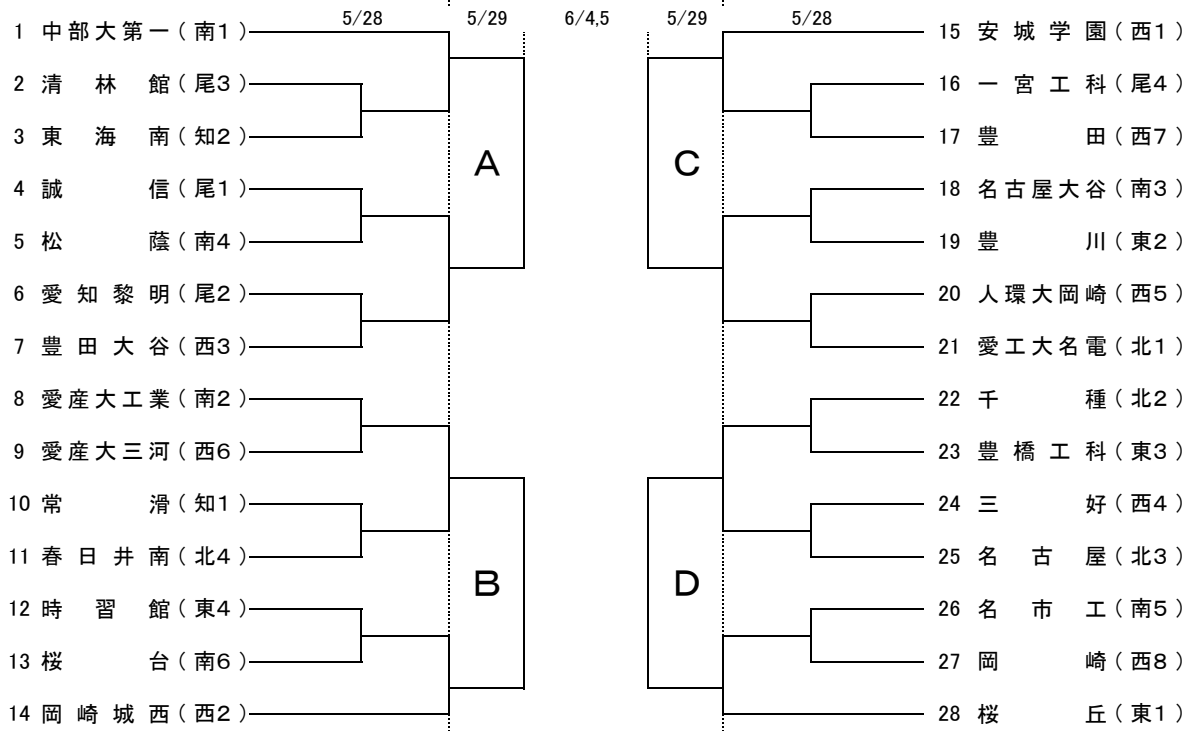 5/28 5/29 6/4,5 5/29 5/28
1 中部大第一(南1) 15 安城学園(西1)
2 清林館(尾3) 16 一宮工科(尾4)
3 東海南(知2) 17 豊田(西7)
A C
4 誠信(尾1) 18 名古屋大谷(南3)
5 松蔭(南4) 19 豊川(東2)
6 愛知黎明(尾2) 20 人環大岡崎(西5)
7 豊田大谷(西3) 21 愛工大名電(北1)
8 愛産大工業(南2) 22 千種(北2)
9 愛産大三河(西6) 23 豊橋工科(東3)
10 常滑(知1) 24 三好(西4)
11 春日井南(北4) 25 名古屋(北3)
B D
12 時習館(東4) 26 名市工(南5)
13 桜台(南6) 27 岡崎(西8)
14 岡崎城西(西2) 28 桜丘(東1)